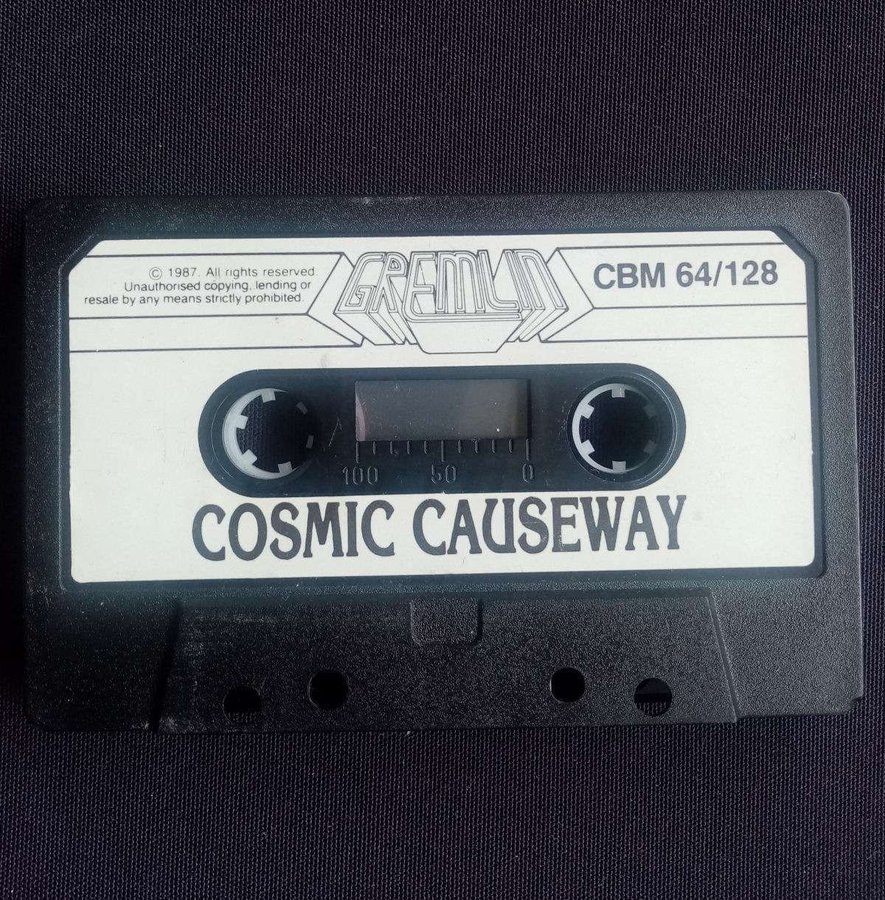 © 1987. All rights reserved.
Unauthorised copying, lending or
resale by any means strictly prohibited.
GREMLIN
CBM 64/128
100 50 0
COSMIC CAUSEWAY